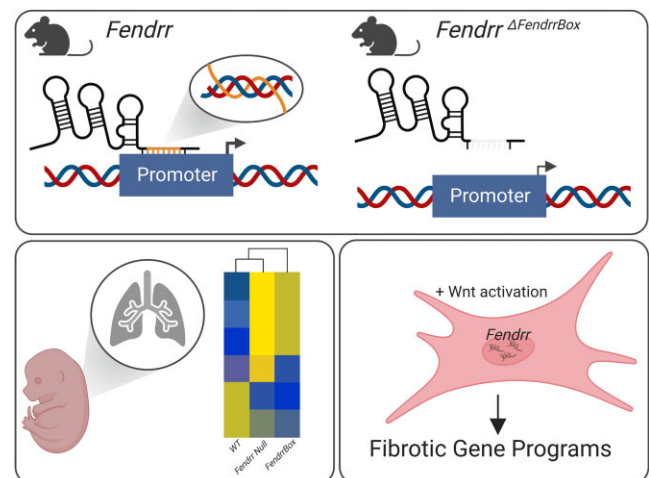 Fendrr
Fendrr ΔFendrrBox
Promoter
Promoter
WT
Fendrr Null
FendrrBox
+ Wnt activation
Fendrr
Fibrotic Gene Programs